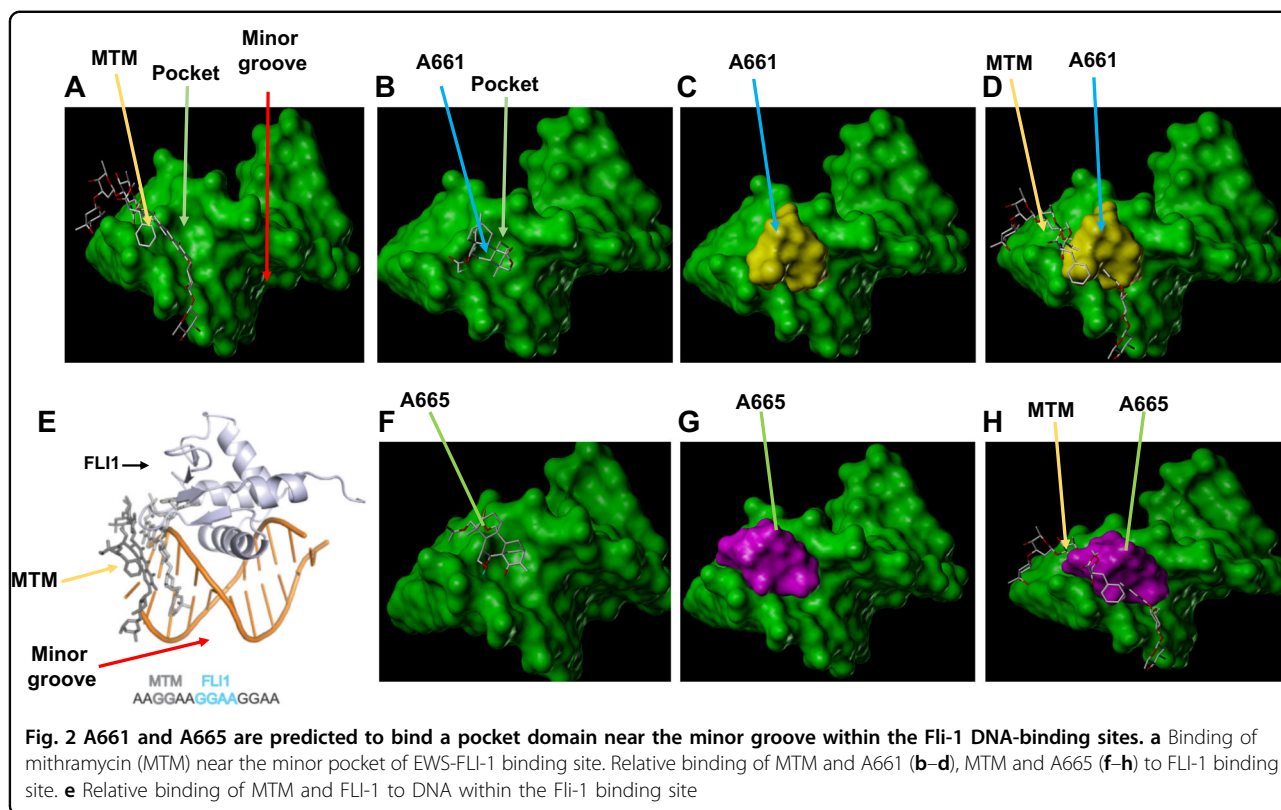 A
MTM
Pocket
Minor
groove
B
A661
Pocket
C
A661
D
MTM
A661
E
FLI1
MTM
Minor
groove
MTM FLI1
AAGGAAGGAAGGAA
F
A665
G
A665
H
MTM
A665
Fig. 2 A661 and A665 are predicted to bind a pocket domain near the minor groove within the Fli-1 DNA-binding sites. a Binding of
mithramycin (MTM) near the minor pocket of EWS-FLI-1 binding site. Relative binding of MTM and A661 (b–d), MTM and A665 (f–h) to FLI-1 binding
site. e Relative binding of MTM and FLI-1 to DNA within the Fli-1 binding site